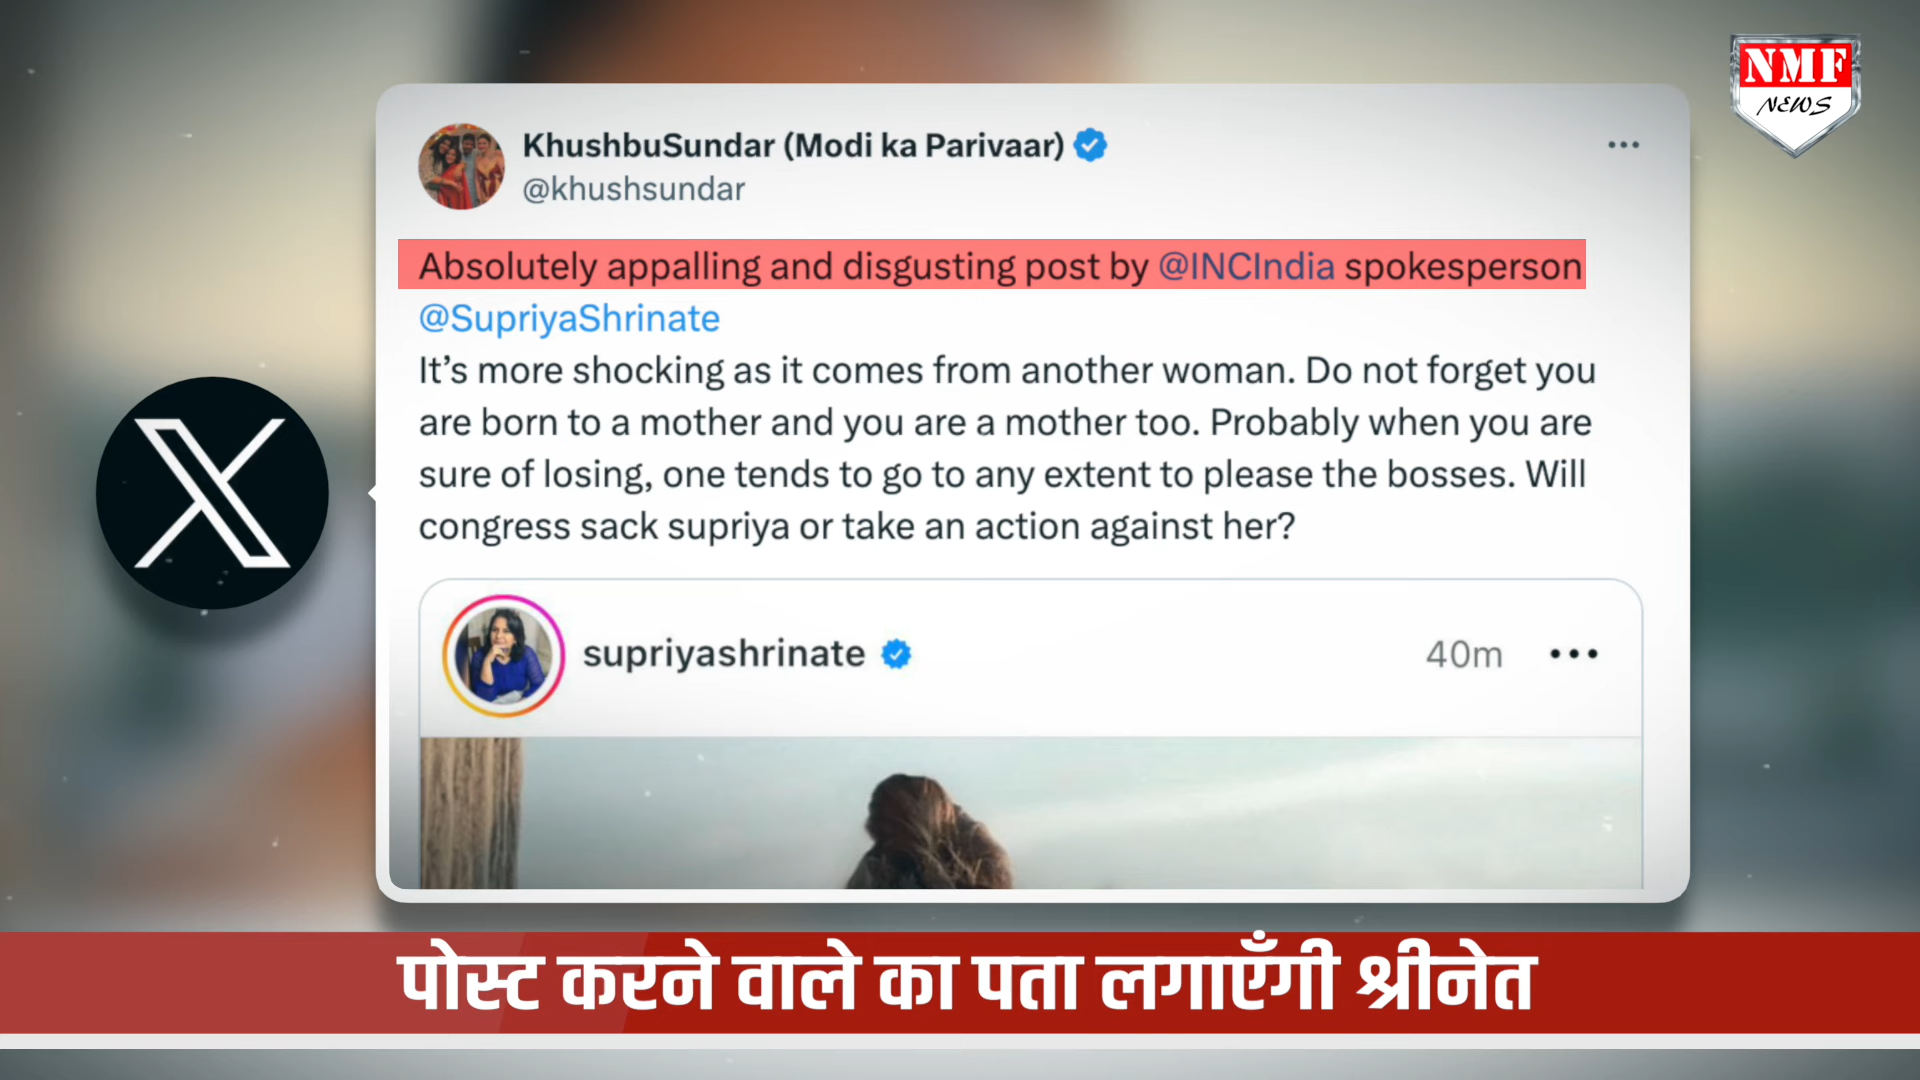 NMF
NEWS
KhushbuSundar (Modi ka Parivaar)
@khushsundar
Absolutely appalling and disgusting post by @INCIndia spokesperson
@SupriyaShrinate
It’s more shocking as it comes from another woman. Do not forget you
are born to a mother and you are a mother too. Probably when you are
sure of losing, one tends to go to any extent to please the bosses. Will
congress sack supriya or take an action against her?
supriyashrinate
40m
पोस्ट करने वाले का पता लगाएँगी श्रीनेत